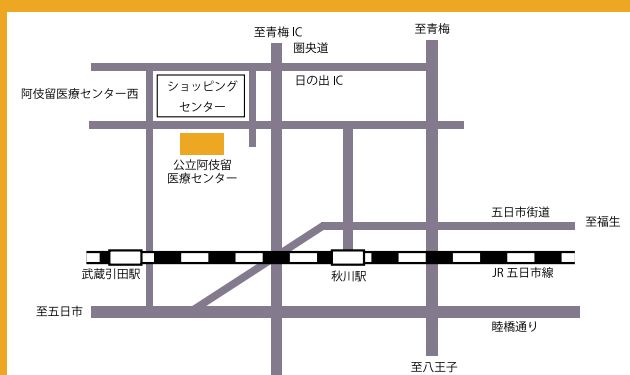 至青梅 IC
至青梅
圏央道
日の出 IC
阿伎留医療センター西
ショッピング
センター
公立阿伎留
医療センター
五日市街道
至福生
武蔵引田駅
秋川駅
JR 五日市線
至五日市
睦橋通り
至八王子